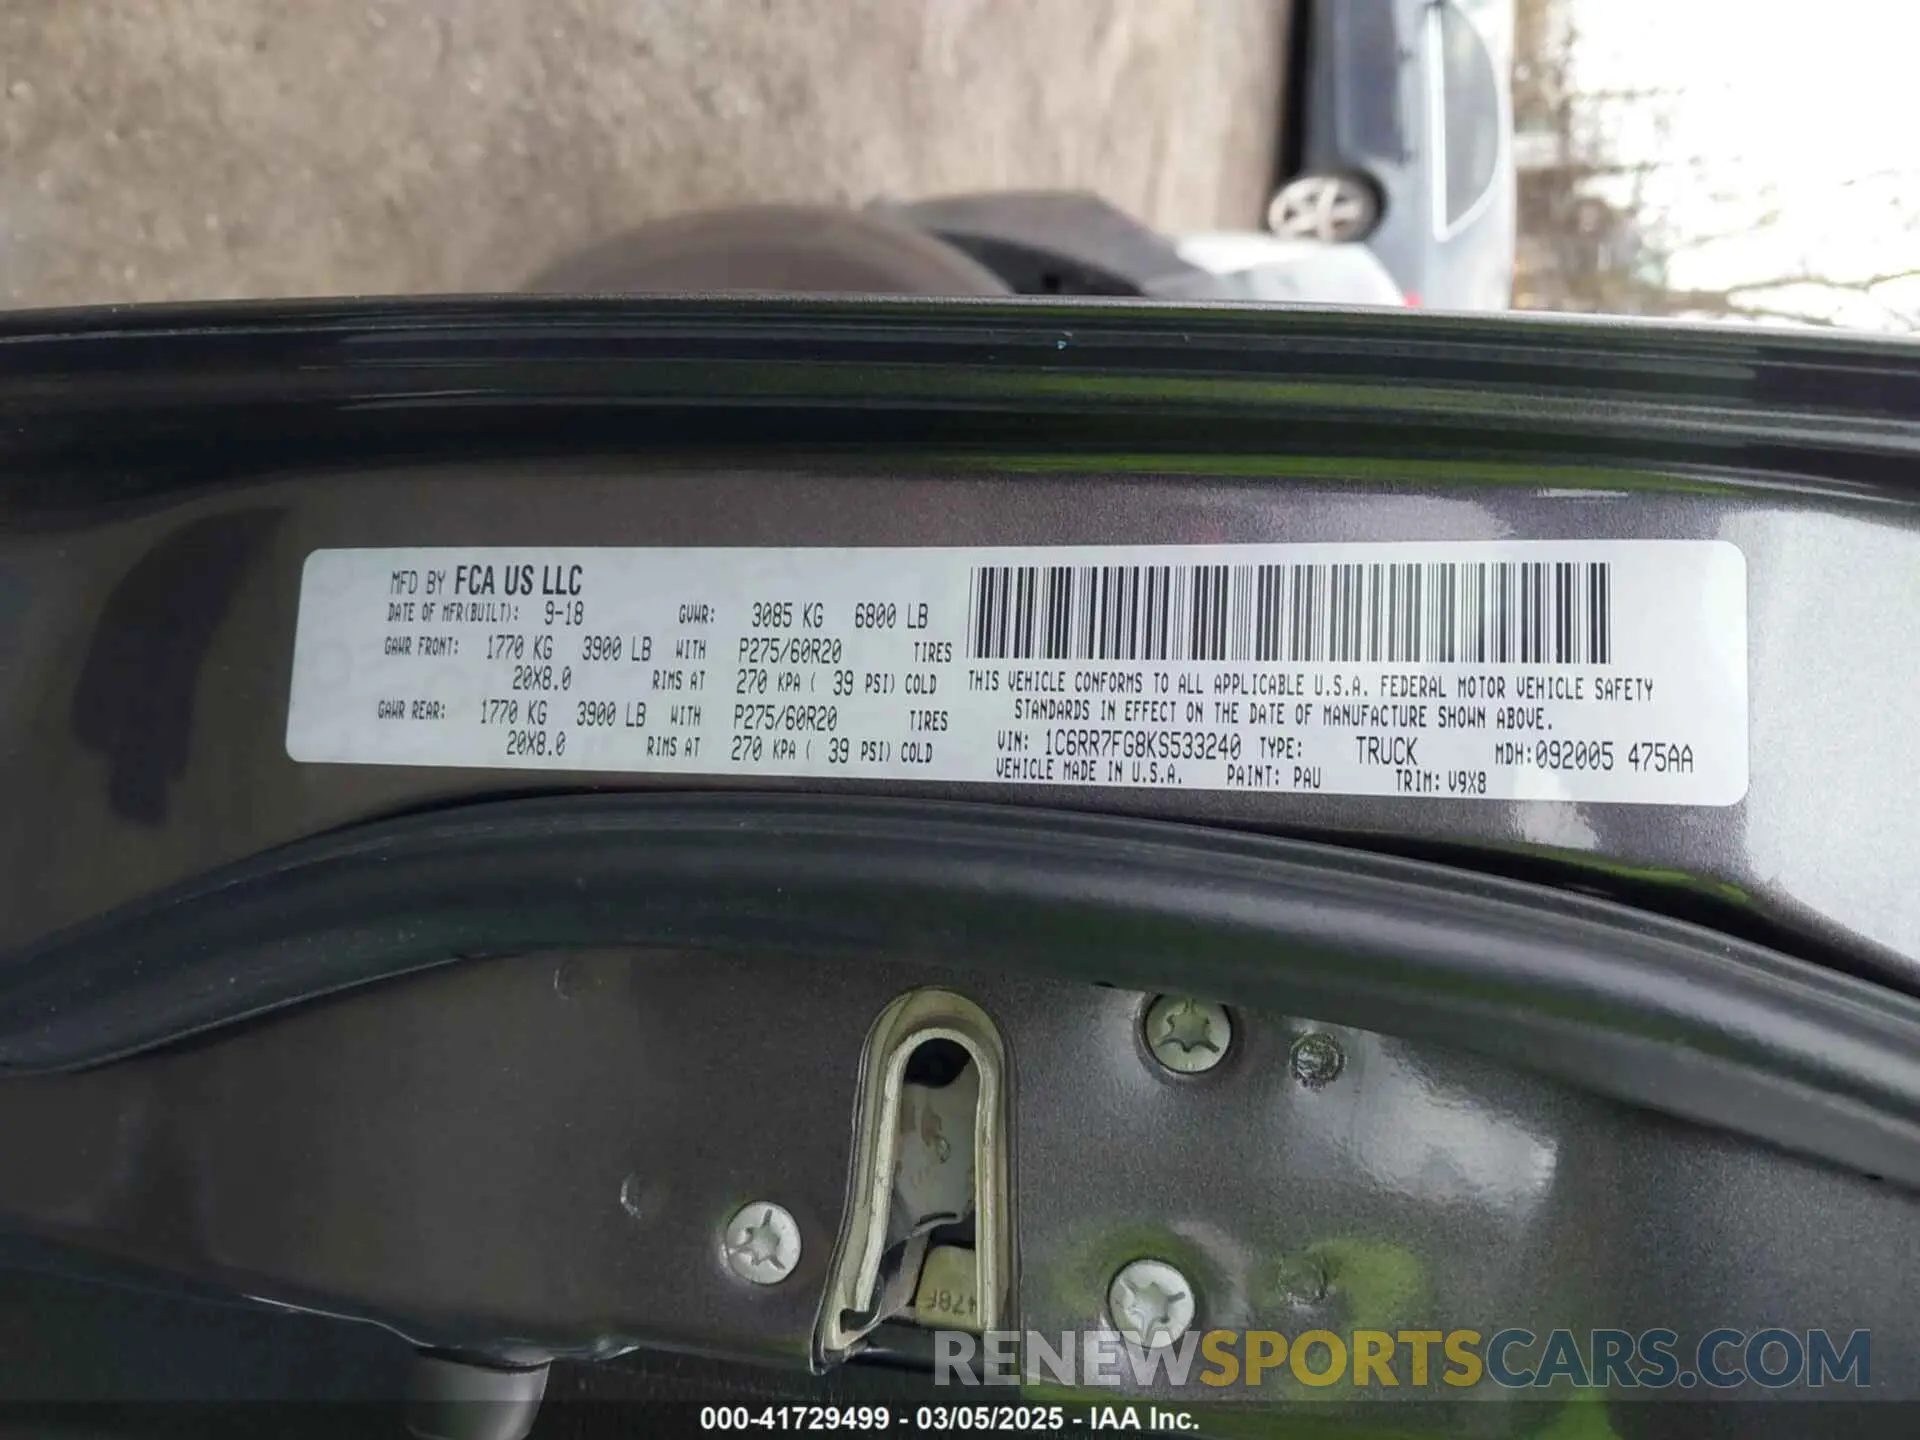 MFD BY FCA US LLC
DATE OF MFR(BUILT): 9-18 GVWR: 3085 KG 6800 LB
GAWR FRONT: 1770 KG 3900 LB WITH P275/60R20 TIRES
20X8.0 RIMS AT 270 KPA ( 39 PSI) COLD
GAWR REAR: 1770 KG 3900 LB WITH P275/60R20 TIRES
20X8.0 RIMS AT 270 KPA ( 39 PSI) COLD
THIS VEHICLE CONFORMS TO ALL APPLICABLE U.S.A. FEDERAL MOTOR VEHICLE SAFETY
STANDARDS IN EFFECT ON THE DATE OF MANUFACTURE SHOWN ABOVE.
VIN: 1C6RR7FG8KS533240 TYPE: TRUCK MDH:092005 475AA
VEHICLE MADE IN U.S.A. PAINT: PAU TRIM: V9X8
RENEWSPORTSCARS.COM
000-41729499 - 03/05/2025 - IAA Inc.